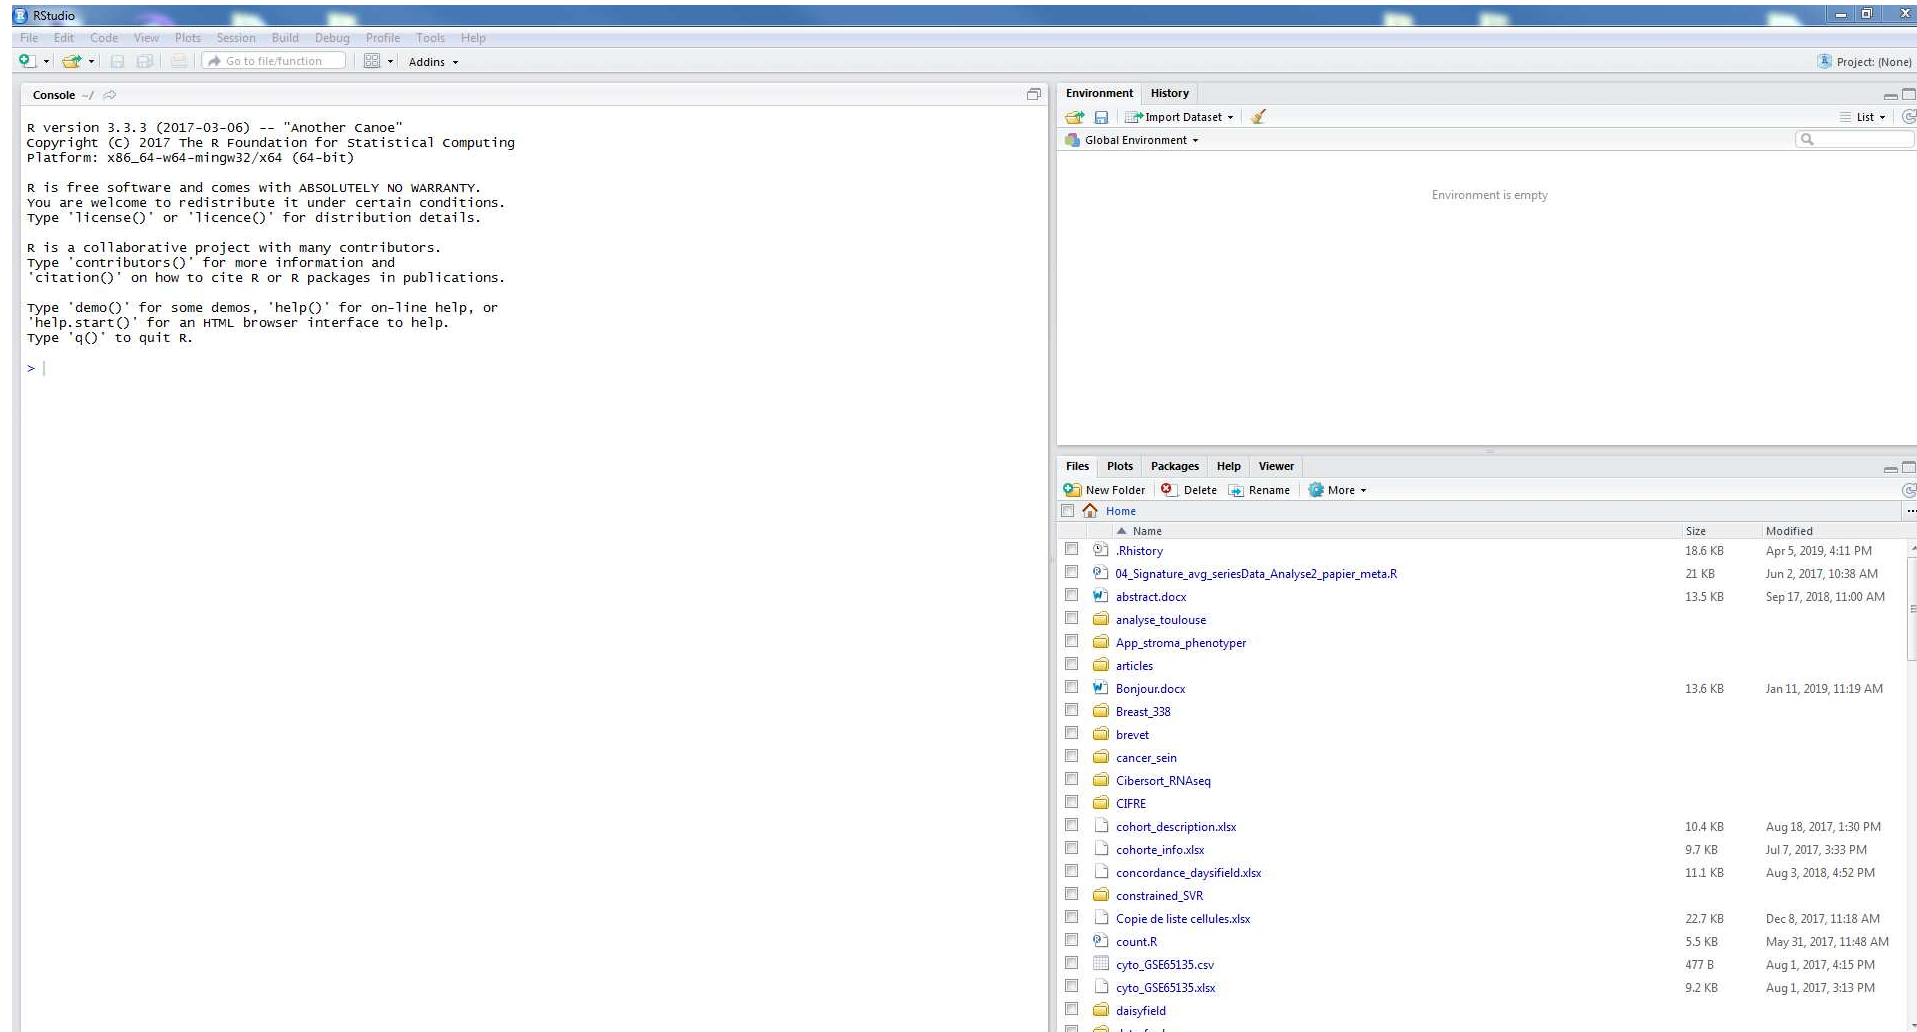 RStudio
File Edit Code View Plots Session Build Debug Profile Tools Help
Go to file/function Addins Project: (None)
Console ~/
R version 3.3.3 (2017-03-06) -- "Another Canoe"
Copyright (C) 2017 The R Foundation for Statistical Computing
Platform: x86_64-w64-mingw32/x64 (64-bit)
R is free software and comes with ABSOLUTELY NO WARRANTY.
You are welcome to redistribute it under certain conditions.
Type 'license()' or 'licence()' for distribution details.
R is a collaborative project with many contributors.
Type 'contributors()' for more information and
'citation()' on how to cite R or R packages in publications.
Type 'demo()' for some demos, 'help()' for on-line help, or
'help.start()' for an HTML browser interface to help.
Type 'q()' to quit R.
>
Environment History
Import Dataset List
Global Environment
Environment is empty
Files Plots Packages Help Viewer
New Folder Delete Rename More
Home ...
Name Size Modified
.Rhistory 18.6 KB Apr 5, 2019, 4:11 PM
04_Signature_avg_seriesData_Analyse2_papier_meta.R 21 KB Jun 2, 2017, 10:38 AM
abstract.docx 13.5 KB Sep 17, 2018, 11:00 AM
analyse_toulouse
App_stroma_phenotyper
articles
Bonjour.docx 13.6 KB Jan 11, 2019, 11:19 AM
Breast_338
brevet
cancer_sein
Cibersort_RNAseq
CIFRE
cohort_description.xlsx 10.4 KB Aug 18, 2017, 1:30 PM
cohorte_info.xlsx 9.7 KB Jul 7, 2017, 3:33 PM
concordance_daysifield.xlsx 11.1 KB Aug 3, 2018, 4:52 PM
constrained_SVR
Copie de liste cellules.xlsx 22.7 KB Dec 8, 2017, 11:18 AM
count.R 5.5 KB May 31, 2017, 11:48 AM
cyto_GSE65135.csv 477 B Aug 1, 2017, 4:15 PM
cyto_GSE65135.xlsx 9.2 KB Aug 1, 2017, 3:13 PM
daisyfield